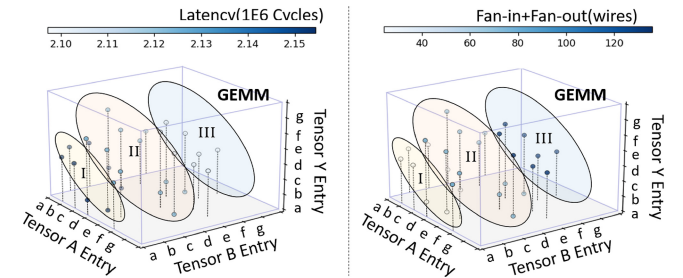 Latency(1E6 Cycles)
2.10 2.11 2.12 2.13 2.14 2.15
GEMM
I
II
III
a b c d e f g
Tensor A Entry
a b c d e f g
Tensor B Entry
g
f
e
d
c
b
a
Tensor Y Entry
Fan-in+Fan-out(wires)
40 60 80 100 120
GEMM
I
II
III
a b c d e f g
Tensor A Entry
a b c d e f g
Tensor B Entry
g
f
e
d
c
b
a
Tensor Y Entry